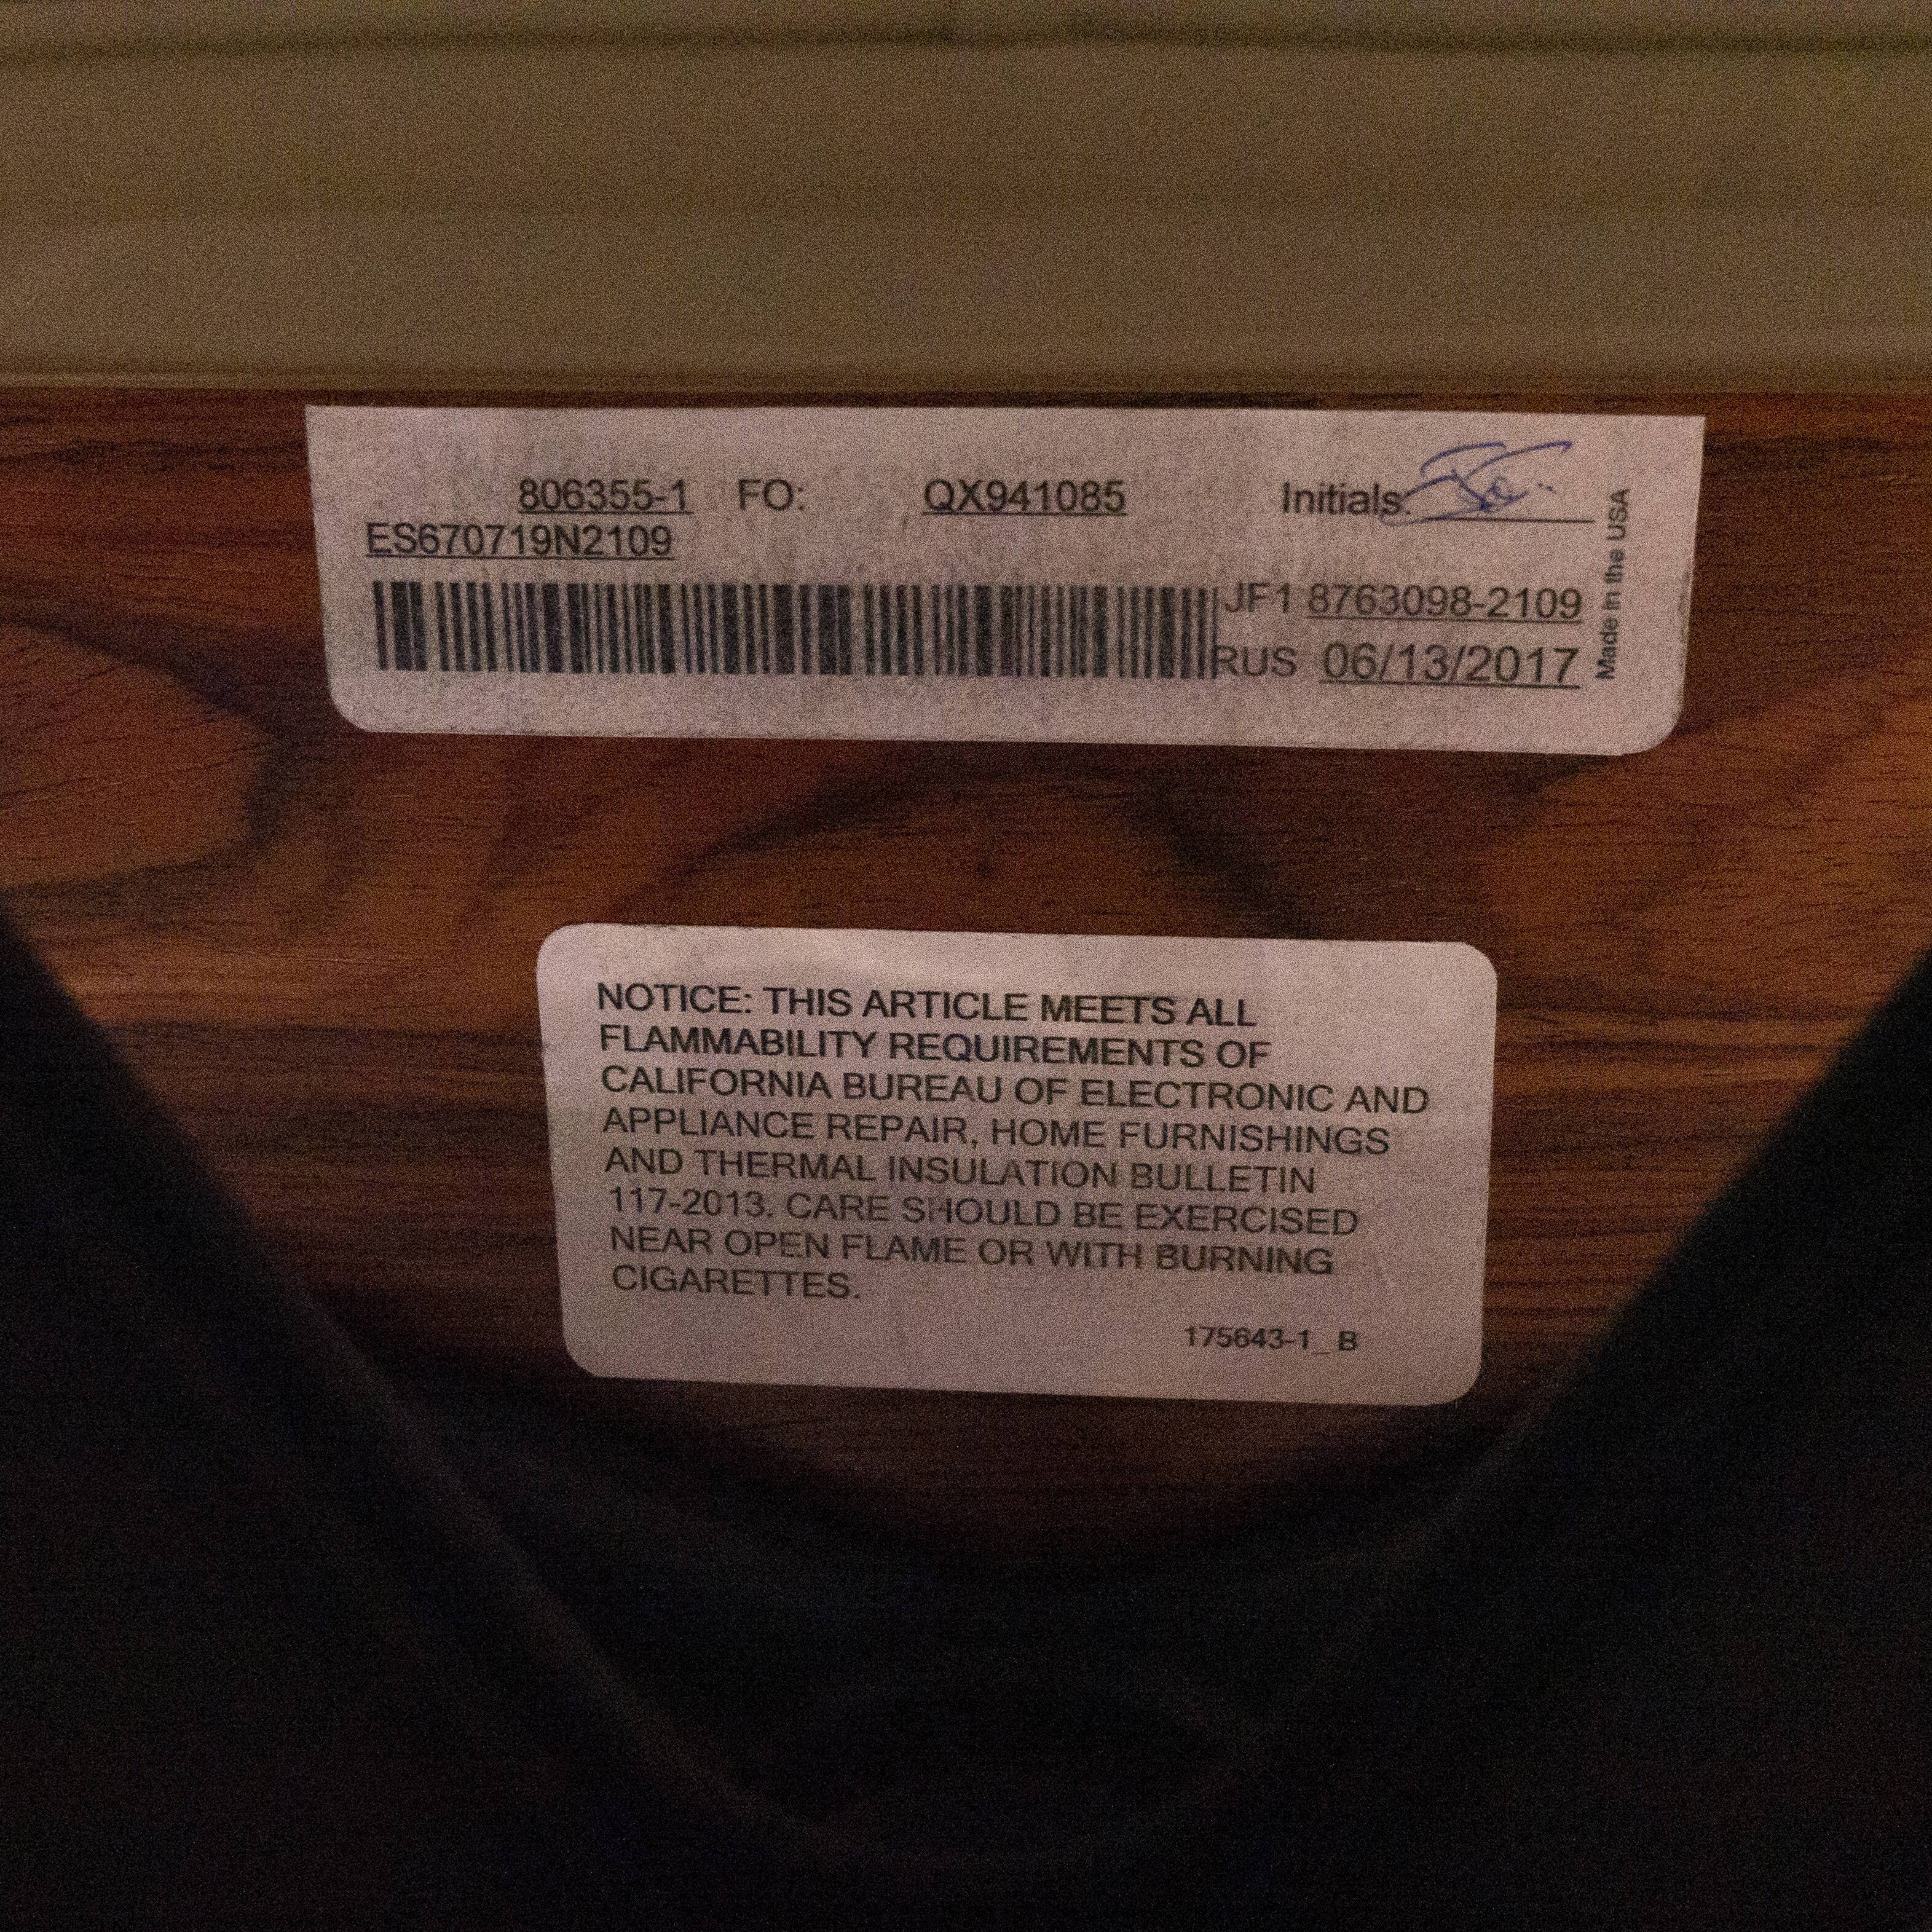 806355-1 FO: QX941085 Initials:
ES670719N2109
JF1 8763098-2109
RUS 06/13/2017
Made in the USA
NOTICE: THIS ARTICLE MEETS ALL
FLAMMABILITY REQUIREMENTS OF
CALIFORNIA BUREAU OF ELECTRONIC AND
APPLIANCE REPAIR, HOME FURNISHINGS
AND THERMAL INSULATION BULLETIN
117-2013. CARE SHOULD BE EXERCISED
NEAR OPEN FLAME OR WITH BURNING
CIGARETTES.
175643-1_ B